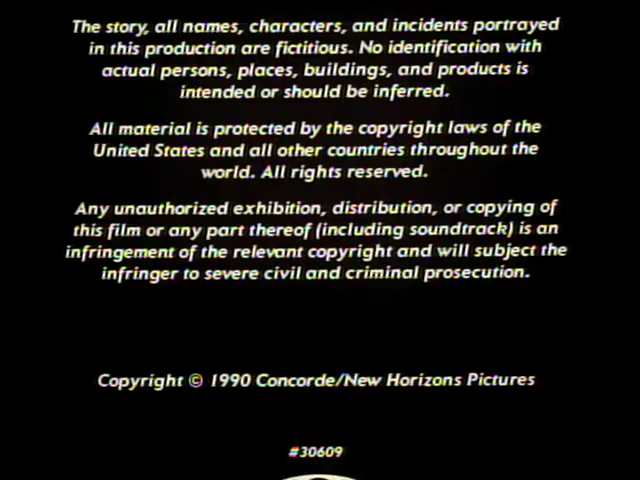 The story, all names, characters, and incidents portrayed
in this production are fictitious. No identification with
actual persons, places, buildings, and products is
intended or should be inferred.
All material is protected by the copyright laws of the
United States and all other countries throughout the
world. All rights reserved.
Any unauthorized exhibition, distribution, or copying of
this film or any part thereof (including soundtrack) is an
infringement of the relevant copyright and will subject the
infringer to severe civil and criminal prosecution.
Copyright © 1990 Concorde/New Horizons Pictures
#30609